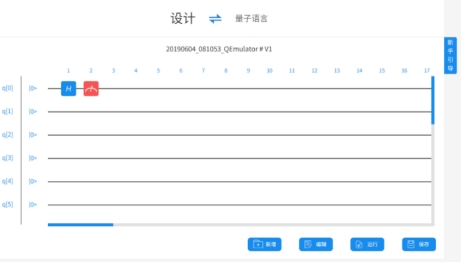 设计 量子语言
20190604_081053_QEmulator # V1
1 2 3 4 5 6 7 8 9 10 11 12 13 14 15 16 17
q[0] |0> H
q[1] |0>
q[2] |0>
q[3] |0>
q[4] |0>
q[5] |0>
新增 编辑 运行 保存
新手引导